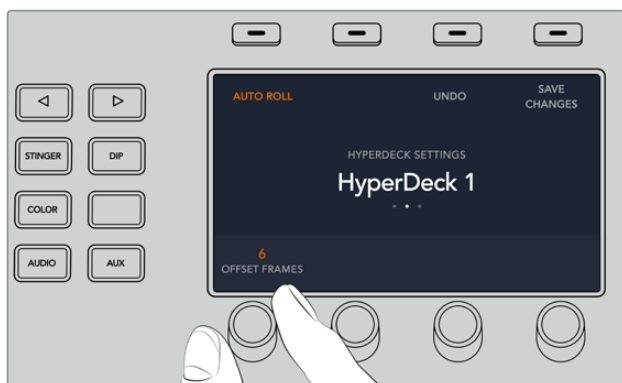 AUTO ROLL UNDO SAVE CHANGES
HYPERDECK SETTINGS
HyperDeck 1
6
OFFSET FRAMES
STINGER DIP
COLOR
AUDIO AUX